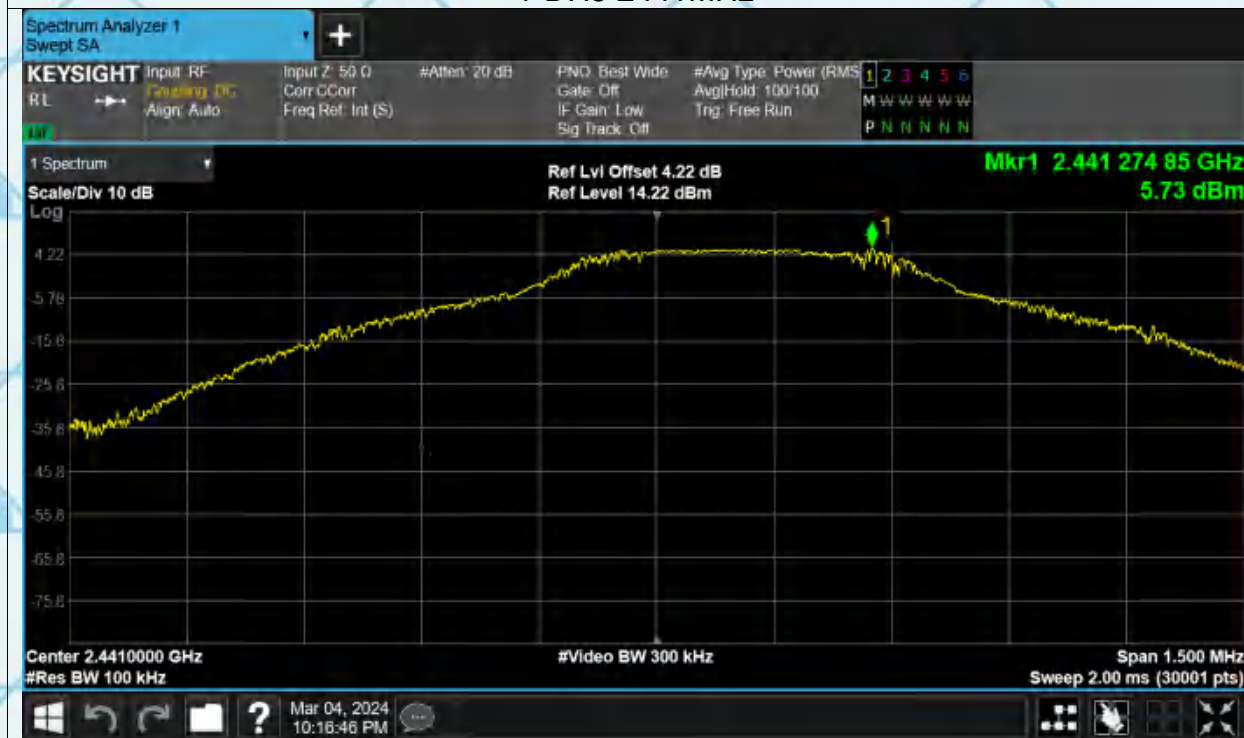 Spectrum Analyzer 1
Swept SA
+
KEYSIGHT
RL
Input: RF
Coupling: DC
Align: Auto
Input Z: 50 Ω
Corr CCorr
Freq Ref: Int (S)
#Atten: 20 dB
PNO: Best Wide
Gate: Off
IF Gain: Low
Sig Track: Off
#Avg Type: Power (RMS
Avg|Hold: 100/100
Trig: Free Run
1 2 3 4 5 6
M W W W W W
P N N N N N
1 Spectrum
Scale/Div 10 dB
Log
Ref Lvl Offset 4.22 dB
Ref Level 14.22 dBm
Mkr1 2.441 274 85 GHz
5.73 dBm
1
4.22
-5.78
-15.8
-25.8
-35.8
-45.8
-55.8
-65.8
-75.8
Center 2.4410000 GHz
#Res BW 100 kHz
#Video BW 300 kHz
Span 1.500 MHz
Sweep 2.00 ms (30001 pts)
?
Mar 04, 2024
10:16:46 PM